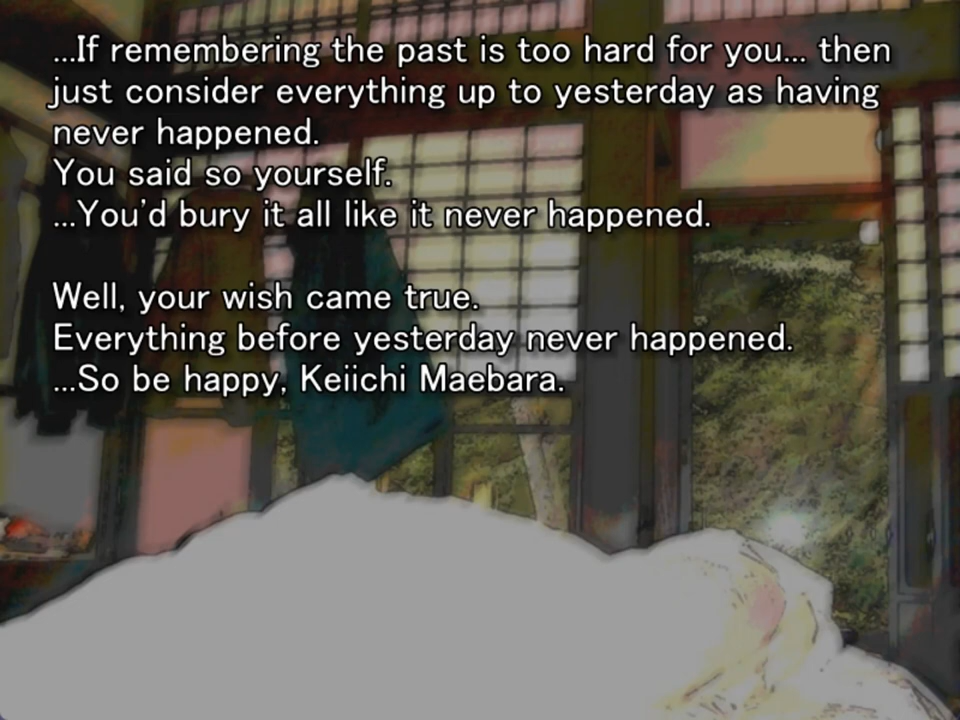 ...If remembering the past is too hard for you... then
just consider everything up to yesterday as having
never happened.
You said so yourself.
...You'd bury it all like it never happened.
Well, your wish came true.
Everything before yesterday never happened.
...So be happy, Keiichi Maebara.